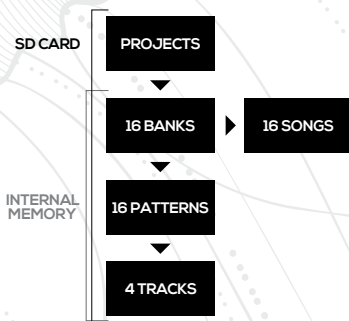 SD CARD
PROJECTS
16 BANKS
16 SONGS
INTERNAL
MEMORY
16 PATTERNS
4 TRACKS